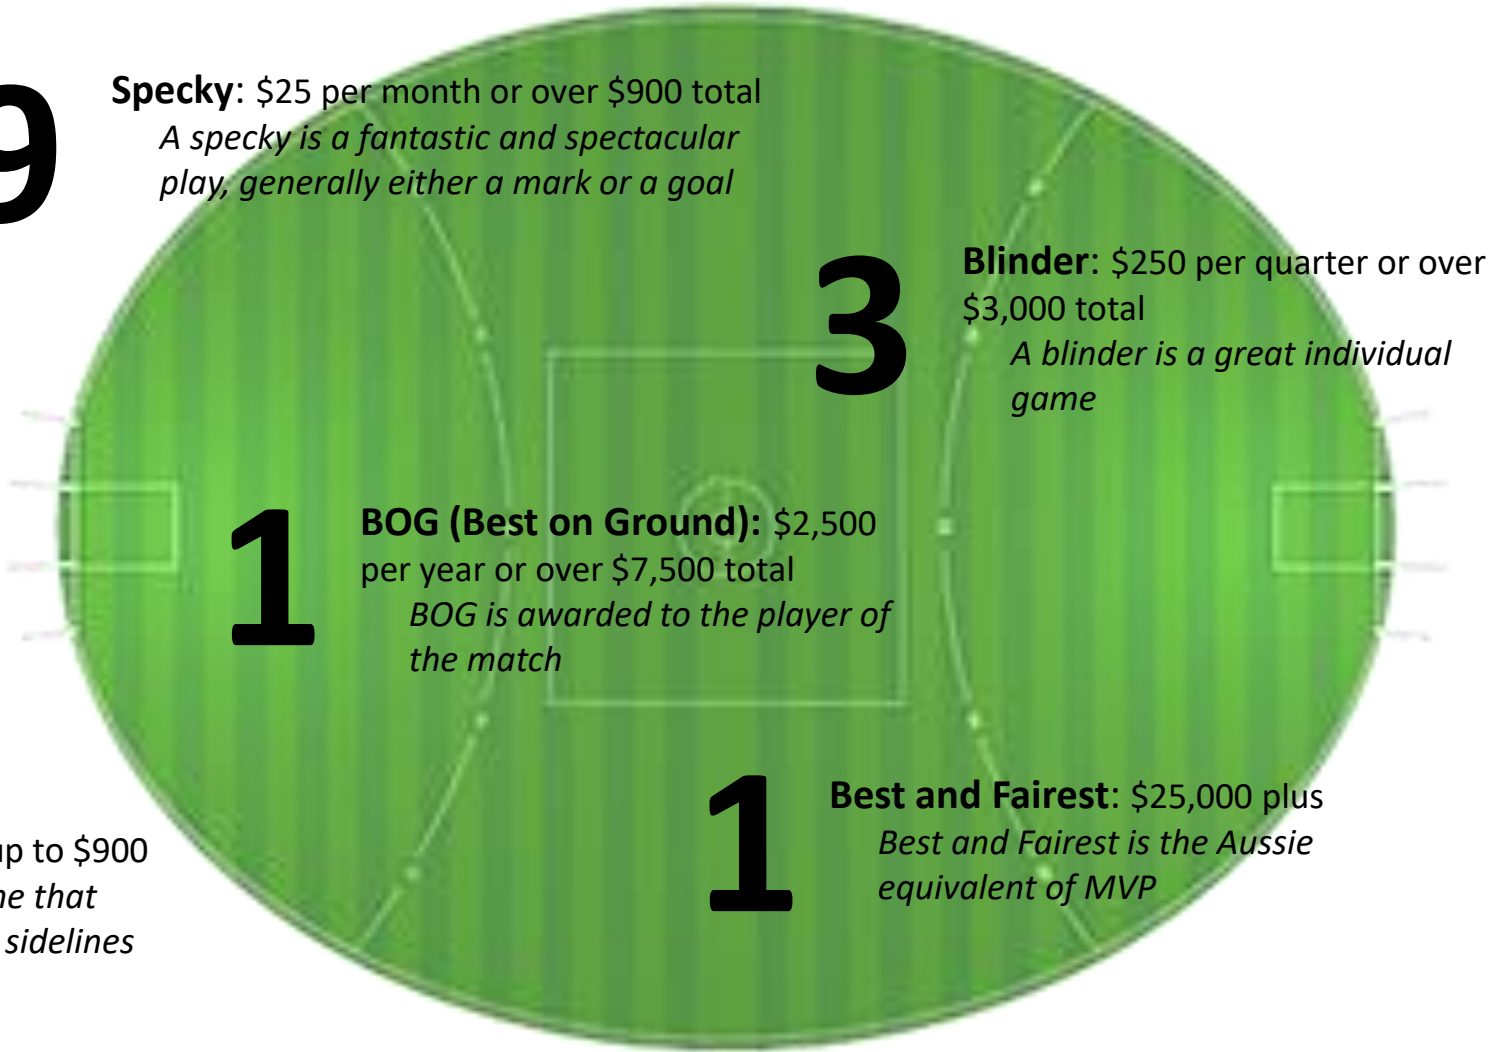 9
Specky: $25 per month or over $900 total
A specky is a fantastic and spectacular
play, generally either a mark or a goal
3
Blinder: $250 per quarter or over
$3,000 total
A blinder is a great individual
game
1
BOG (Best on Ground): $2,500
per year or over $7,500 total
BOG is awarded to the player of
the match
1
Best and Fairest: $25,000 plus
Best and Fairest is the Aussie
equivalent of MVP
to $900
that
sidelines